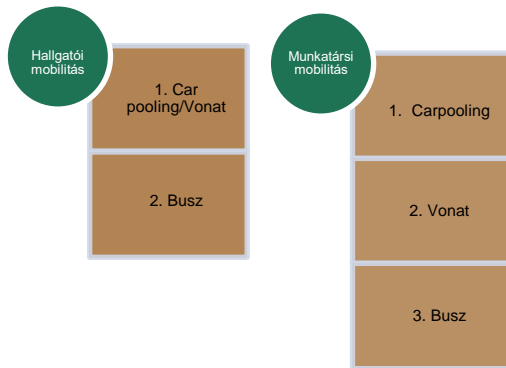 Hallgatói
mobilitás
1. Car
pooling/Vonat
2. Busz
Munkatársi
mobilitás
1. Carpooling
2. Vonat
3. Busz